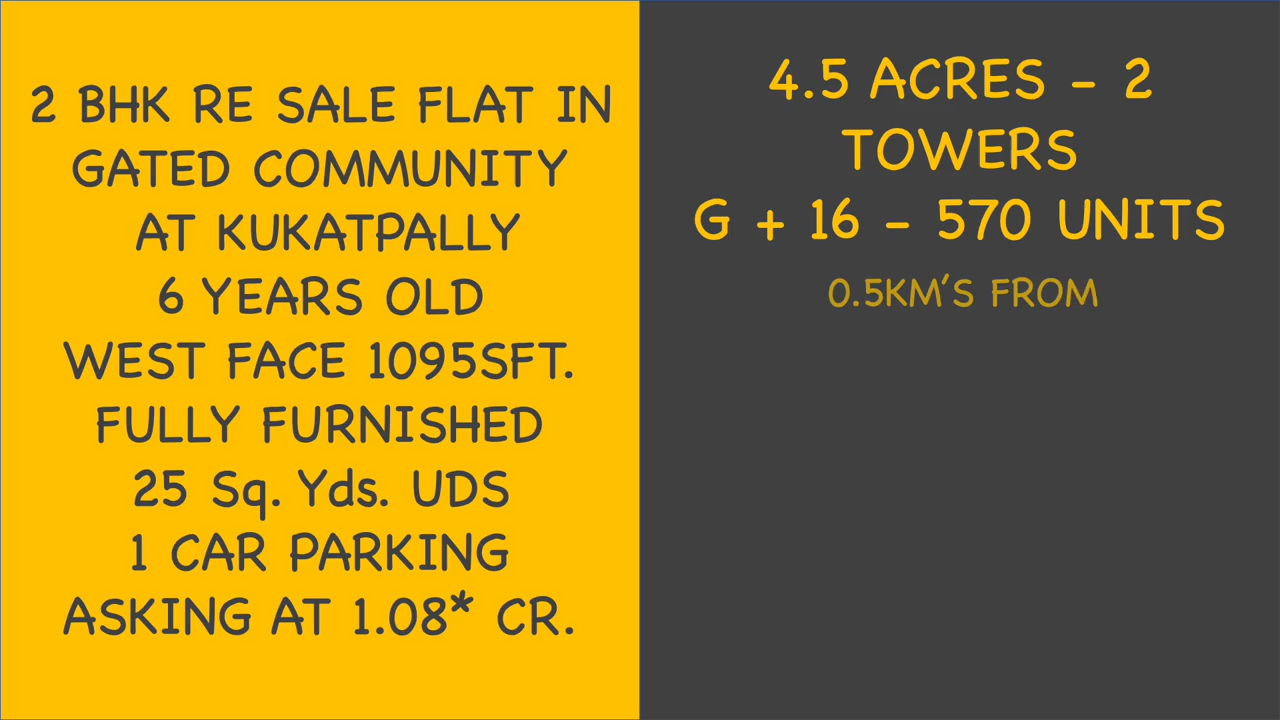 2 BHK RE SALE FLAT IN
GATED COMMUNITY
AT KUKATPALLY
6 YEARS OLD
WEST FACE 1095SFT.
FULLY FURNISHED
25 Sq. Yds. UDS
1 CAR PARKING
ASKING AT 1.08* CR.
4.5 ACRES – 2
TOWERS
G + 16 – 570 UNITS
0.5KM'S FROM